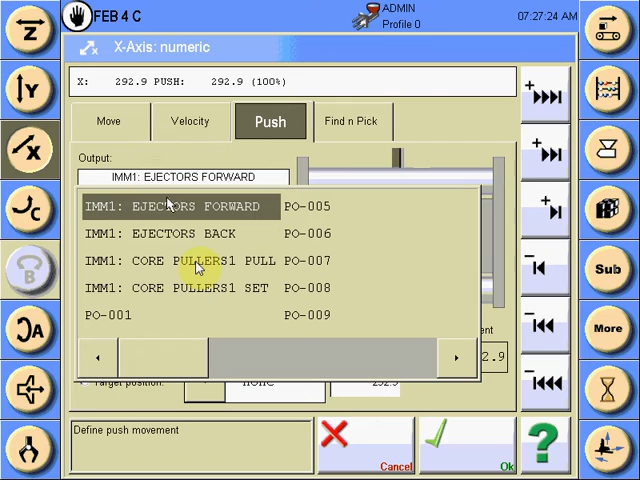 FEB 4 C
ADMIN
Profile 0
07:27:24 AM
Z
Y
X
C
B
CA
X-Axis: numeric
X: 292.9 PUSH: 292.9 (100%)
Move
Velocity
Push
Find n Pick
Output:
IMM1: EJECTORS FORWARD
IMM1: EJECTORS FORWARD
PO-005
IMM1: EJECTORS BACK
PO-006
IMM1: CORE PULLERS1 PULL
PO-007
IMM1: CORE PULLERS1 SET
PO-008
PO-001
PO-009
2.9
Target position:
292.9
Define push movement
Cancel
Ok
?
Sub
More